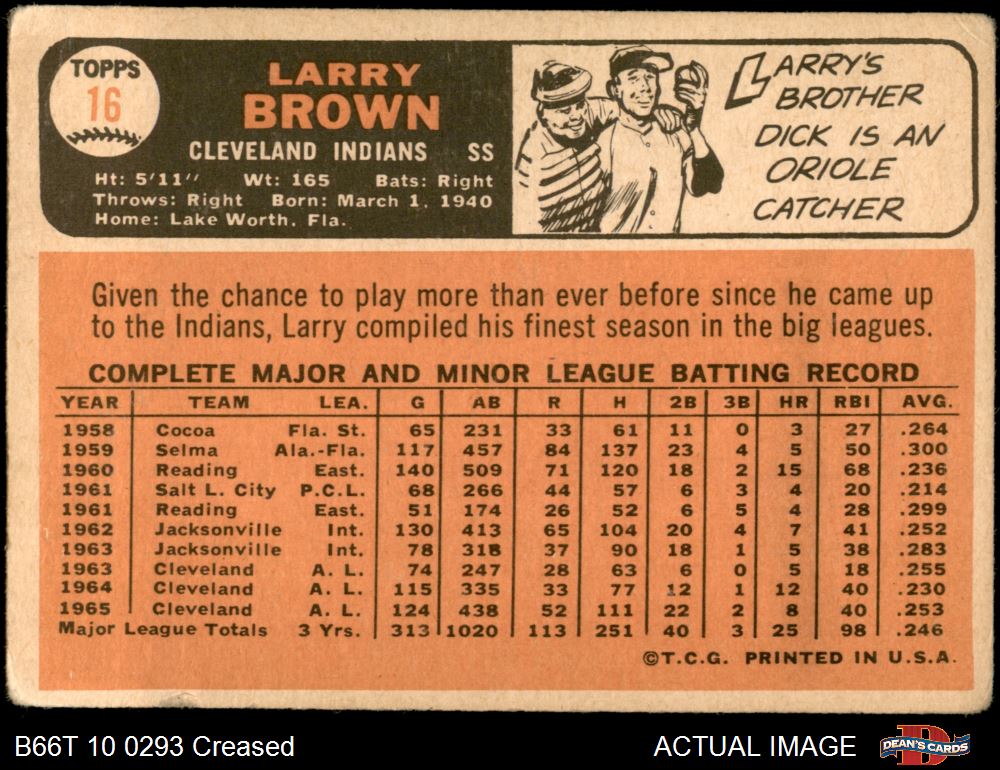 TOPPS
16
LARRY
BROWN
CLEVELAND INDIANS SS
Ht: 5'11" Wt: 165 Bats: Right
Throws: Right Born: March 1, 1940
Home: Lake Worth, Fla.
LARRY'S
BROTHER
DICK IS AN
ORIOLE
CATCHER
Given the chance to play more than ever before since he came up
to the Indians, Larry compiled his finest season in the big leagues.
COMPLETE MAJOR AND MINOR LEAGUE BATTING RECORD
YEAR TEAM LEA. G AB R H 2B 3B HR RBI AVG.
1958 Cocoa Fla. St. 65 231 33 61 11 0 3 27 .264
1959 Selma Ala.-Fla. 117 457 84 137 23 4 5 50 .300
1960 Reading East. 140 509 71 120 18 2 15 68 .236
1961 Salt L. City P.C.L. 68 266 44 57 6 3 4 20 .214
1961 Reading East. 51 174 26 52 6 5 4 28 .299
1962 Jacksonville Int. 130 413 65 104 20 4 7 41 .252
1963 Jacksonville Int. 78 318 37 90 18 1 5 38 .283
1963 Cleveland A. L. 74 247 28 63 6 0 5 18 .255
1964 Cleveland A. L. 115 335 33 77 12 1 12 40 .230
1965 Cleveland A. L. 124 438 52 111 22 2 8 40 .253
Major League Totals 3 Yrs. 313 1020 113 251 40 3 25 98 .246
©T.C.G. PRINTED IN U.S.A.
B66T 10 0293 Creased
ACTUAL IMAGE
D
DEAN'S CARDS